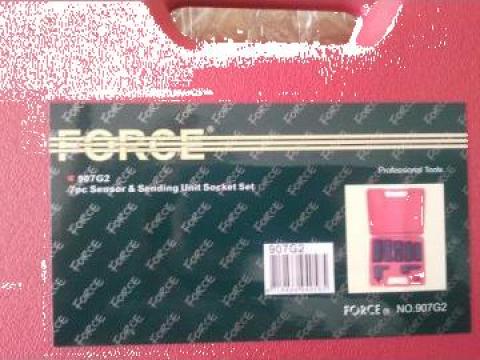 FORCE®
907G2
7pc Sensor & Sending Unit Socket Set
Professional Tools
907G2
FORCE ® NO.907G2